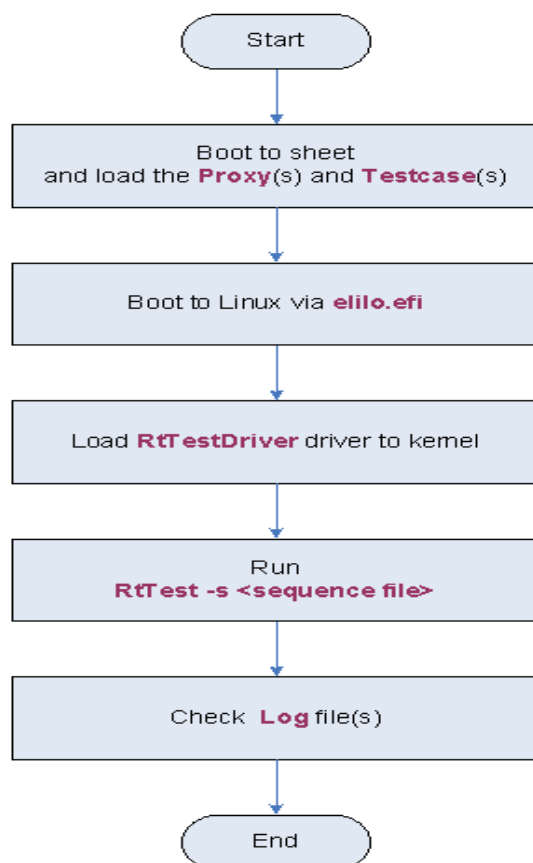 Start
Boot to sheet
and load the Proxy(s) and Testcase(s)
Boot to Linux via elilo.efi
Load RtTestDriver driver to kernel
Run
RtTest -s <sequence file>
Check Log file(s)
End